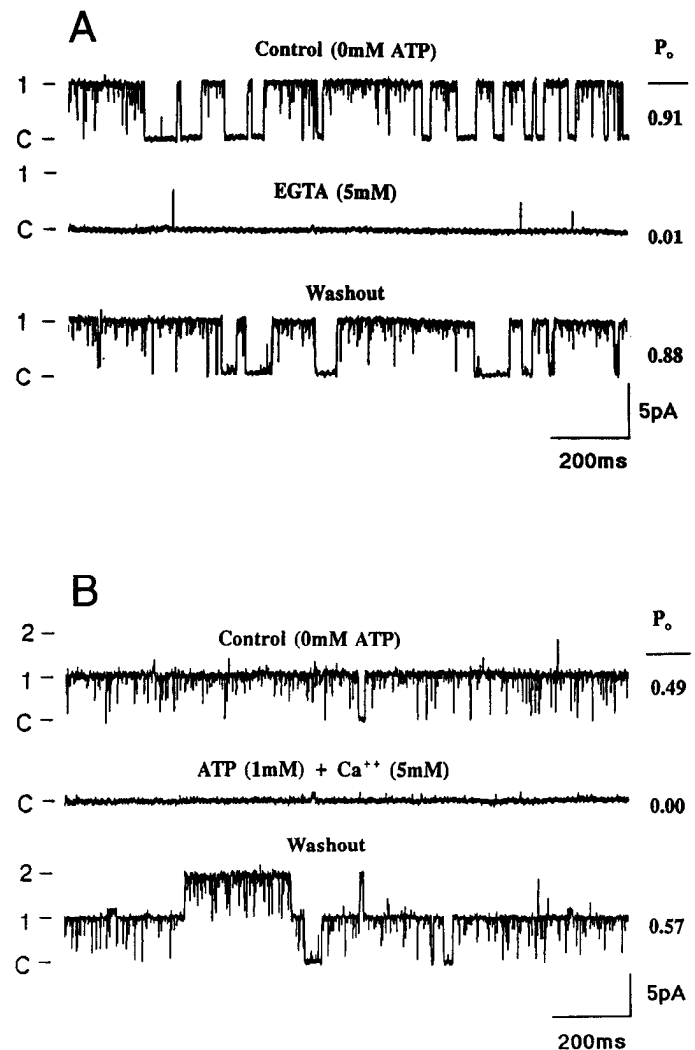 A
Control (0mM ATP)
Po
1
C
0.91
1
EGTA (5mM)
C
0.01
Washout
1
C
0.88
5pA
200ms
B
Control (0mM ATP)
Po
2
1
C
0.49
ATP (1mM) + Ca++ (5mM)
C
0.00
Washout
2
1
C
0.57
5pA
200ms